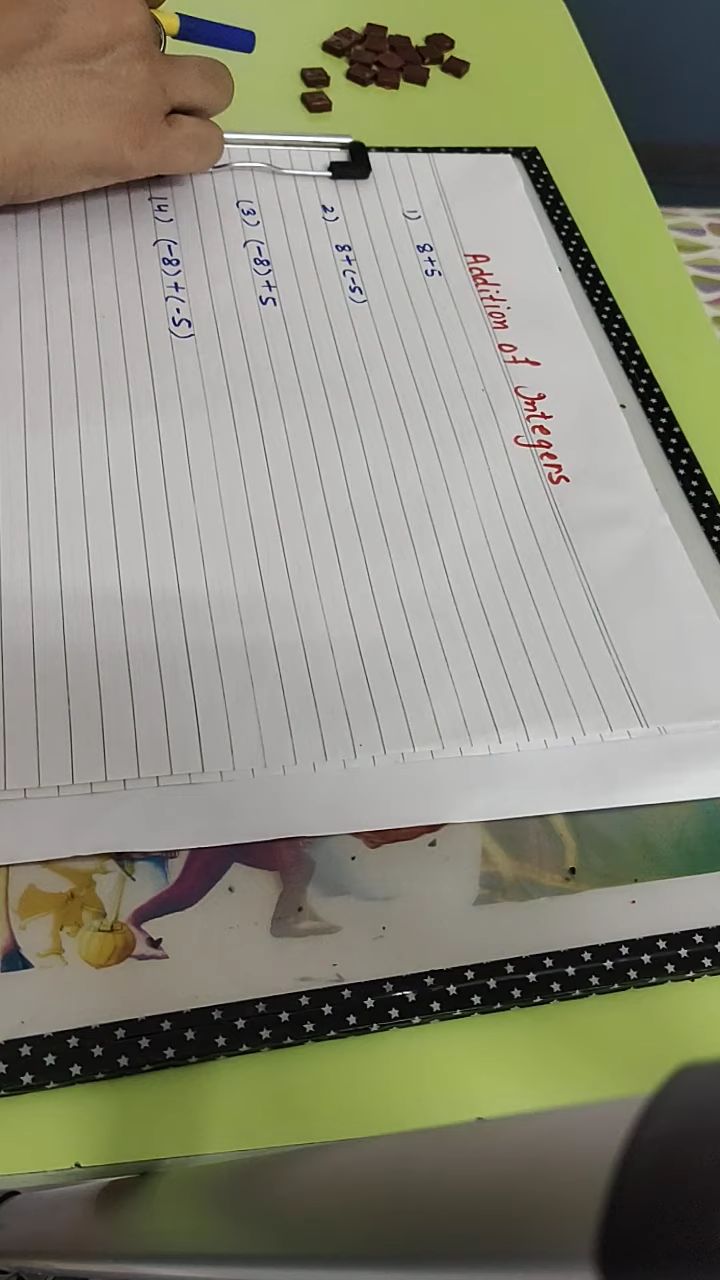 Addition of Integers
1) 8+5
2) 8+(-5)
(3) (-8)+5
(4) (-8)+(-5)